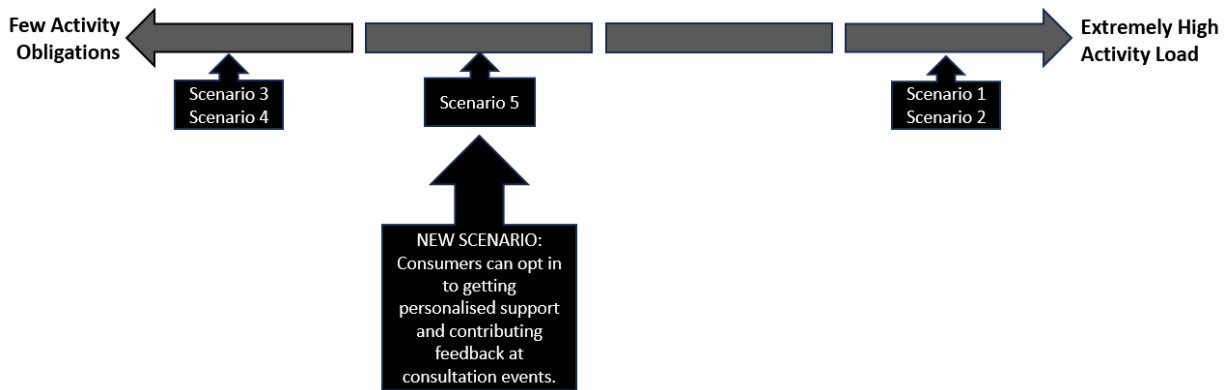 Few Activity
Obligations
Extremely High
Activity Load
Scenario 3
Scenario 4
Scenario 5
Scenario 1
Scenario 2
NEW SCENARIO:
Consumers can opt in
to getting
personalised support
and contributing
feedback at
consultation events.